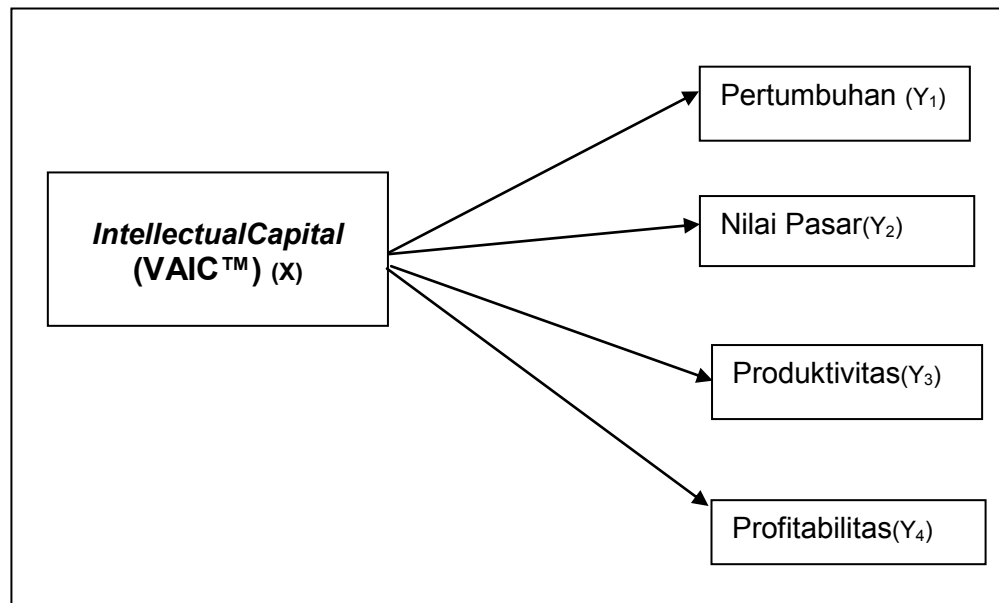 Pertumbuhan (Y₁)
IntellectualCapital
(VAIC™) (X)
Nilai Pasar(Y₂)
Produktivitas(Y₃)
Profitabilitas(Y₄)